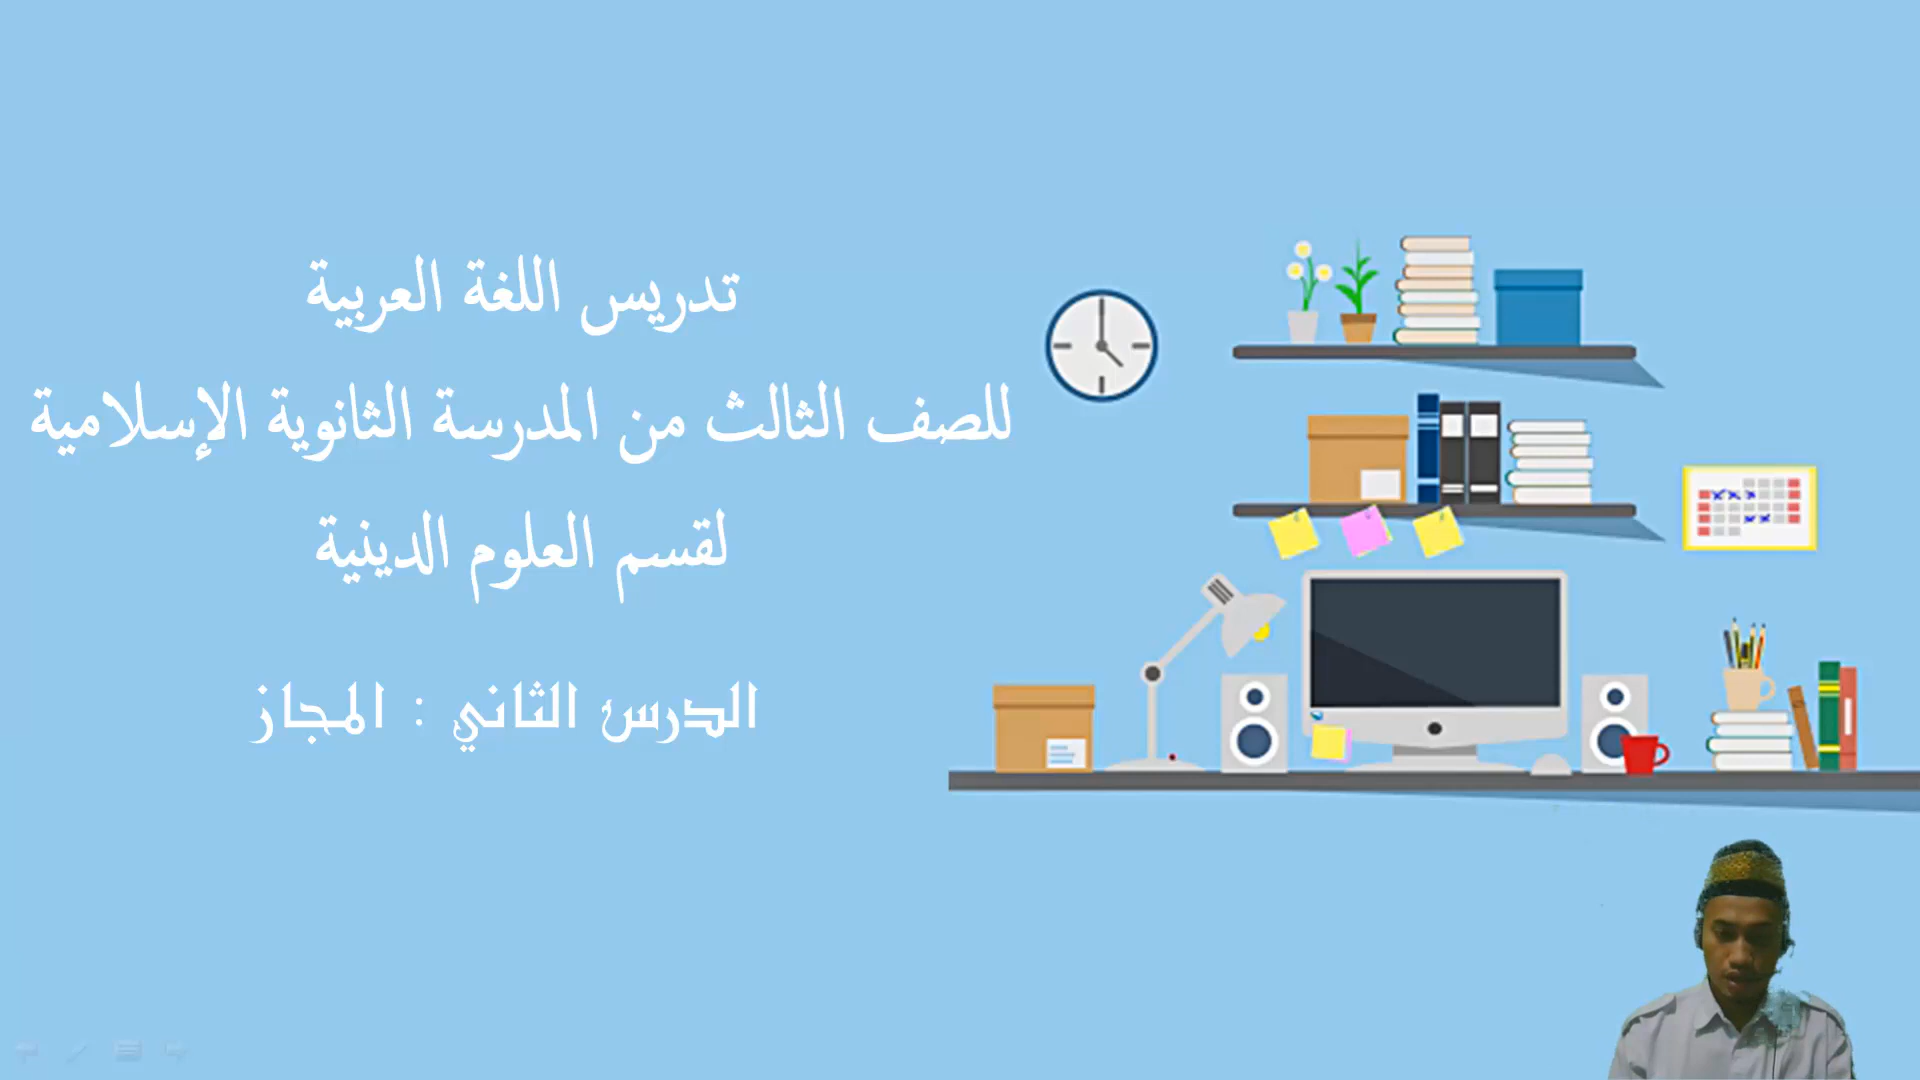 تدريس اللغة العربية
للصف الثالث من المدرسة الثانوية الإسلامية
لقسم العلوم الدينية
الدرس الثاني : المجاز